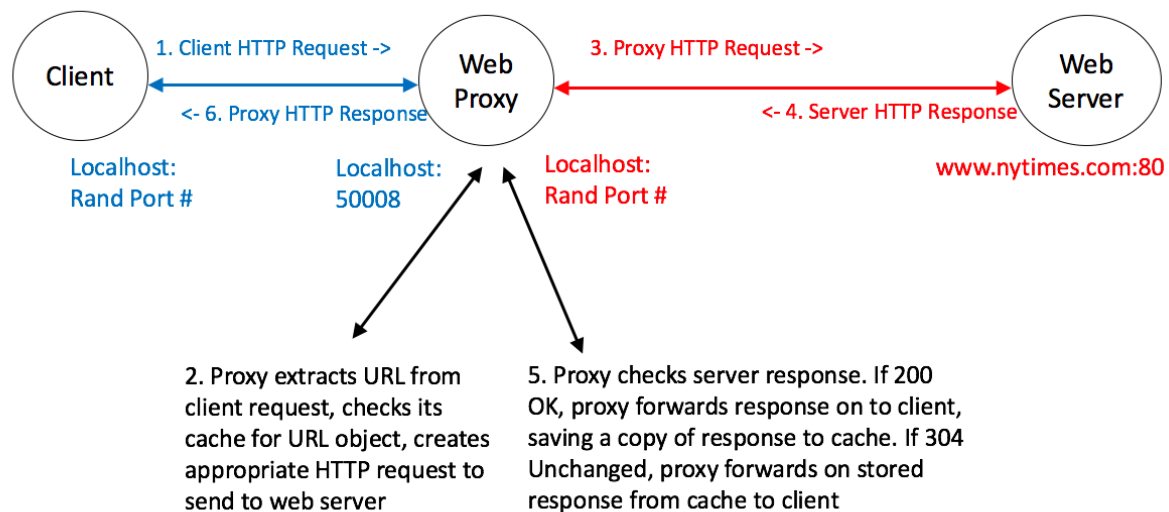 1. Client HTTP Request ->
3. Proxy HTTP Request ->
Client
Web
Proxy
Web
Server
<- 6. Proxy HTTP Response
<- 4. Server HTTP Response
Localhost:
Rand Port #
Localhost:
50008
Localhost:
Rand Port #
www.nytimes.com:80
2. Proxy extracts URL from
client request, checks its
cache for URL object, creates
appropriate HTTP request to
send to web server
5. Proxy checks server response. If 200
OK, proxy forwards response on to client,
saving a copy of response to cache. If 304
Unchanged, proxy forwards on stored
response from cache to client